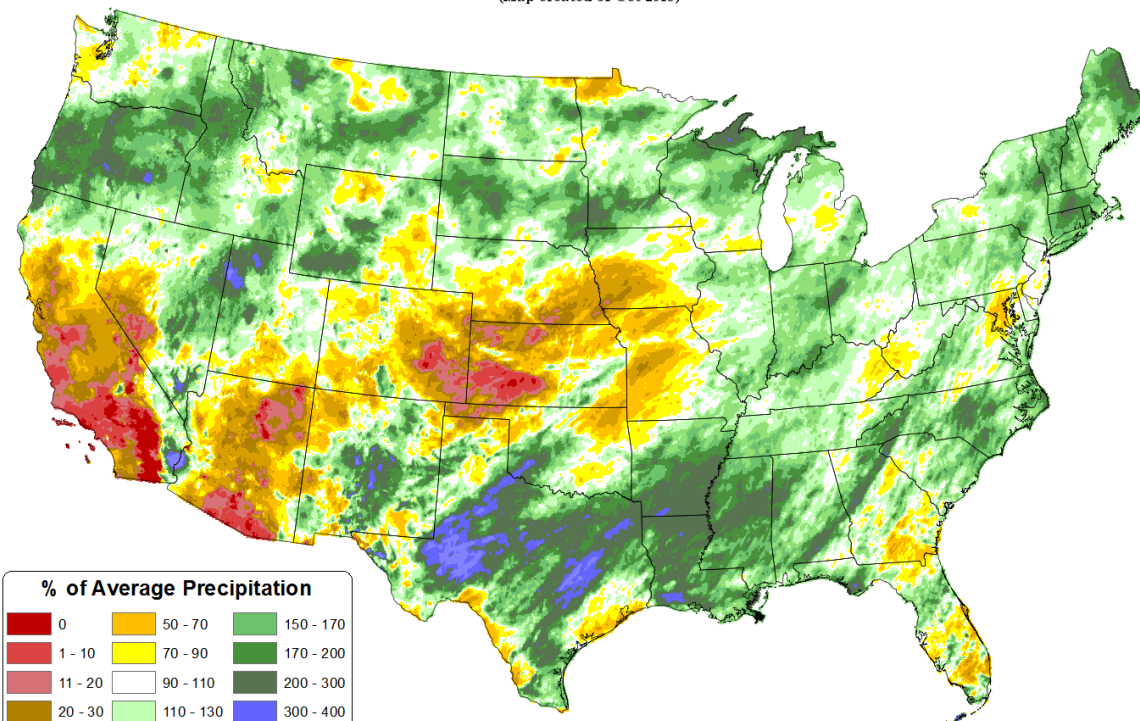 % of Average Precipitation
0 50 - 70 150 - 170
1 - 10 70 - 90 170 - 200
11 - 20 90 - 110 200 - 300
20 - 30 110 - 130 300 - 400